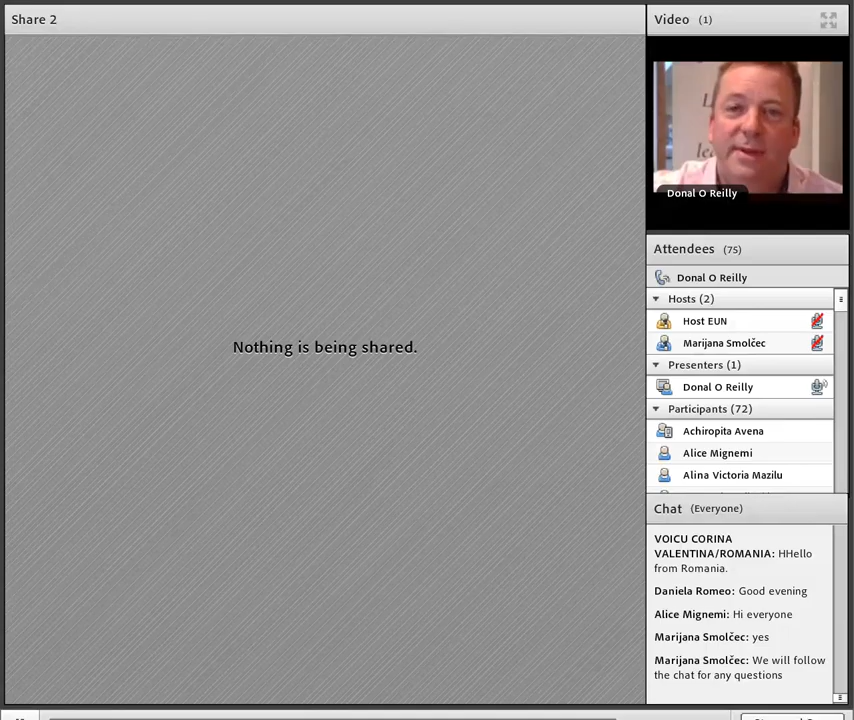 Share 2
Nothing is being shared.
Video (1)
Donal O Reilly
Attendees (75)
Donal O Reilly
Hosts (2)
Host EUN
Marijana Smolčec
Presenters (1)
Donal O Reilly
Participants (72)
Achiropita Avena
Alice Mignemi
Alina Victoria Mazilu
Chat (Everyone)
VOICU CORINA
VALENTINA/ROMANIA: HHello
from Romania.
Daniela Romeo: Good evening
Alice Mignemi: Hi everyone
Marijana Smolčec: yes
Marijana Smolčec: We will follow
the chat for any questions